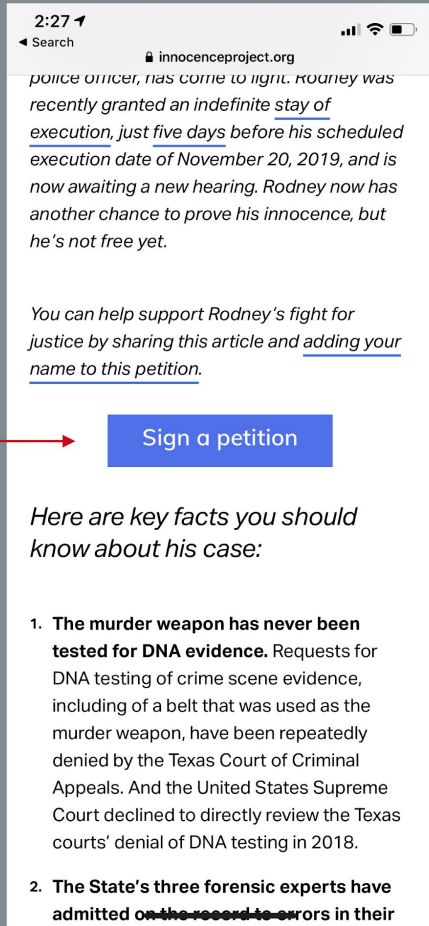 2:27
◀ Search
innocenceproject.org
police officer, has come to light. Rodney was
recently granted an indefinite stay of
execution, just five days before his scheduled
execution date of November 20, 2019, and is
now awaiting a new hearing. Rodney now has
another chance to prove his innocence, but
he’s not free yet.
You can help support Rodney’s fight for
justice by sharing this article and adding your
name to this petition.
Sign a petition
Here are key facts you should
know about his case:
1. The murder weapon has never been
tested for DNA evidence. Requests for
DNA testing of crime scene evidence,
including of a belt that was used as the
murder weapon, have been repeatedly
denied by the Texas Court of Criminal
Appeals. And the United States Supreme
Court declined to directly review the Texas
courts’ denial of DNA testing in 2018.
2. The State’s three forensic experts have
admitted on the record to errors in their